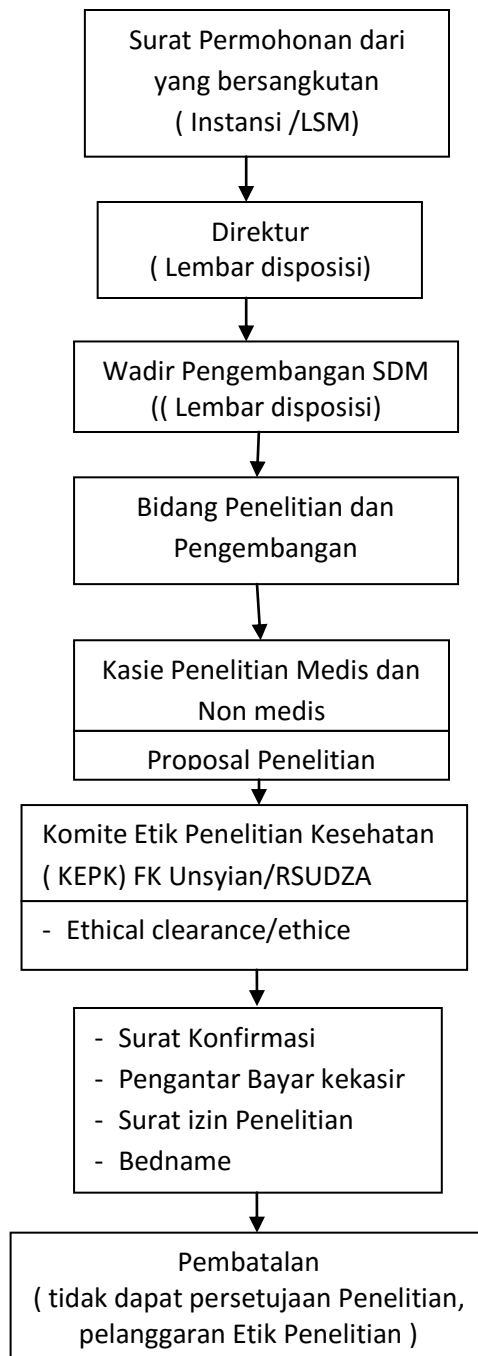 Surat Permohonan dari
yang bersangkutan
( Instansi /LSM)
Direktur
( Lembar disposisi)
Wadir Pengembangan SDM
(( Lembar disposisi)
Bidang Penelitian dan
Pengembangan
Kasie Penelitian Medis dan
Non medis
Proposal Penelitian
Komite Etik Penelitian Kesehatan
( KEPK) FK Unsyian/RSUDZA
- Ethical clearance/ethice
- Surat Konfirmasi
- Pengantar Bayar kekasir
- Surat izin Penelitian
- Bedname
Pembatalan
( tidak dapat persetujaan Penelitian,
pelanggaran Etik Penelitian )